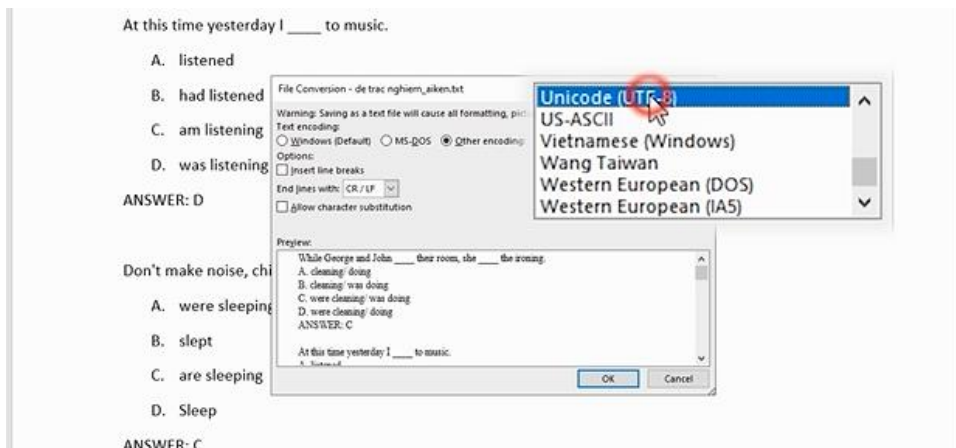 At this time yesterday I ____ to music.
A. listened
B. had listened
C. am listening
D. was listening
ANSWER: D
Don't make noise, chi
A. were sleeping
B. slept
C. are sleeping
D. Sleep
ANSWER: C
File Conversion - de trac nghiem_aiken.txt
Warning: Saving as a text file will cause all formatting, pic
Text encoding:
Windows (Default) MS-DOS Other encoding:
Options:
Insert line breaks
End lines with: CR / LF
Allow character substitution
Preview:
While George and John ____ their room, she ____ the ironing.
A. cleaning/ doing
B. cleaning/ was doing
C. were cleaning/ was doing
D. were cleaning/ doing
ANSWER: C
At this time yesterday I ____ to music.
A. listened
OK Cancel
Unicode (UTF-8)
US-ASCII
Vietnamese (Windows)
Wang Taiwan
Western European (DOS)
Western European (IA5)